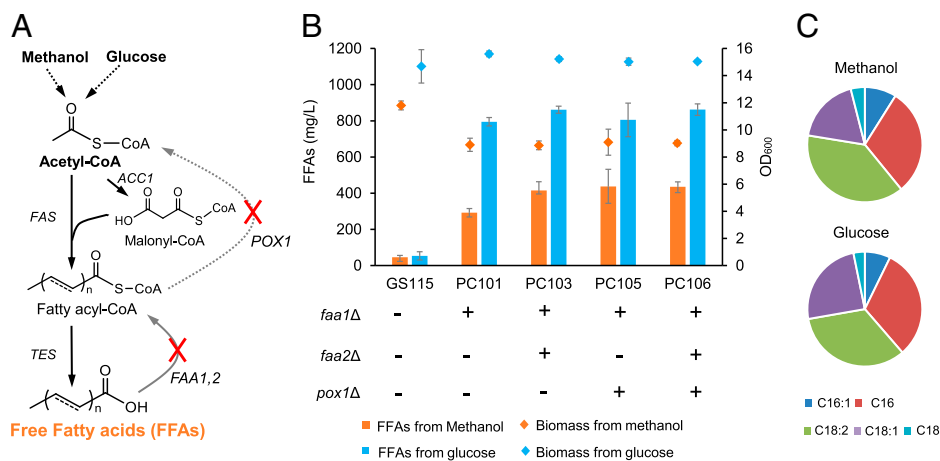 A
Methanol
Glucose
O
S
CoA
Acetyl-CoA
ACC1
O
O
HO
S
CoA
Malonyl-CoA
FAS
POX1
O
n
S
CoA
Fatty acyl-CoA
TES
FAA1,2
O
n
OH
Free Fatty acids (FFAs)
B
FFAs (mg/L)
1200
1000
800
600
400
200
0
16
14
12
10
8
6
4
2
0
OD600
GS115 PC101 PC103 PC105 PC106
faa1Δ - + + + +
faa2Δ - - + - +
pox1Δ - - - + +
FFAs from Methanol
Biomass from methanol
FFAs from glucose
Biomass from glucose
C
Methanol
Glucose
C16:1 C16
C18:2 C18:1 C18